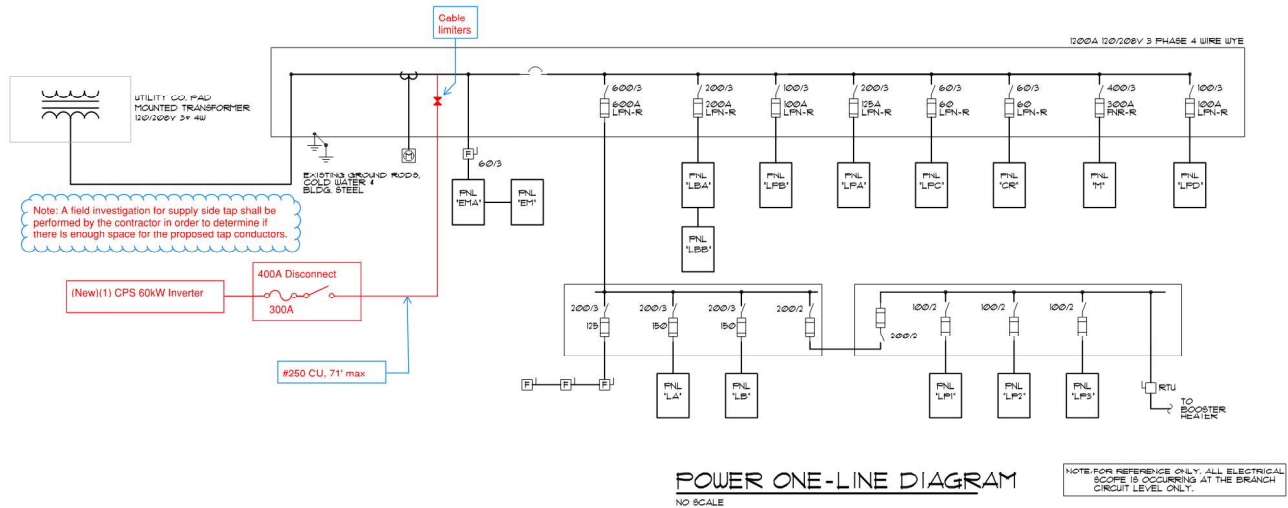 Cable
limiters
1200A 120/208V 3 PHASE 4 WIRE WYE
UTILITY CO. PAD
MOUNTED TRANSFORMER
120/208V 3φ 4W
600/3
600A
LPN-R
200/3
200A
LPN-R
100/3
100A
LPN-R
200/3
125A
LPN-R
60/3
60
LPN-R
60/3
60
LPN-R
400/3
300A
FNR-R
100/3
100A
LPN-R
M
F
60/3
EXISTING GROUND RODS,
COLD WATER &
BLDG. STEEL
PNL
"EMA"
PNL
"EM"
PNL
"LBA"
PNL
"LPB"
PNL
"LPA"
PNL
"LPC"
PNL
"CR"
PNL
"M"
PNL
"LPD"
PNL
"LBB"
Note: A field investigation for supply side tap shall be
performed by the contractor in order to determine if
there is enough space for the proposed tap conductors.
(New)(1) CPS 60kW Inverter
400A Disconnect
300A
#250 CU, 71' max
200/3
125
200/3
150
200/3
150
200/2
200/2
100/2
100/2
100/2
F
F
F
PNL
"LA"
PNL
"LB"
PNL
"LP1"
PNL
"LP2"
PNL
"LP3"
RTU
TO
BOOSTER
HEATER
POWER ONE-LINE DIAGRAM
NO SCALE
NOTE: FOR REFERENCE ONLY. ALL ELECTRICAL
SCOPE IS OCCURRING AT THE BRANCH
CIRCUIT LEVEL ONLY.